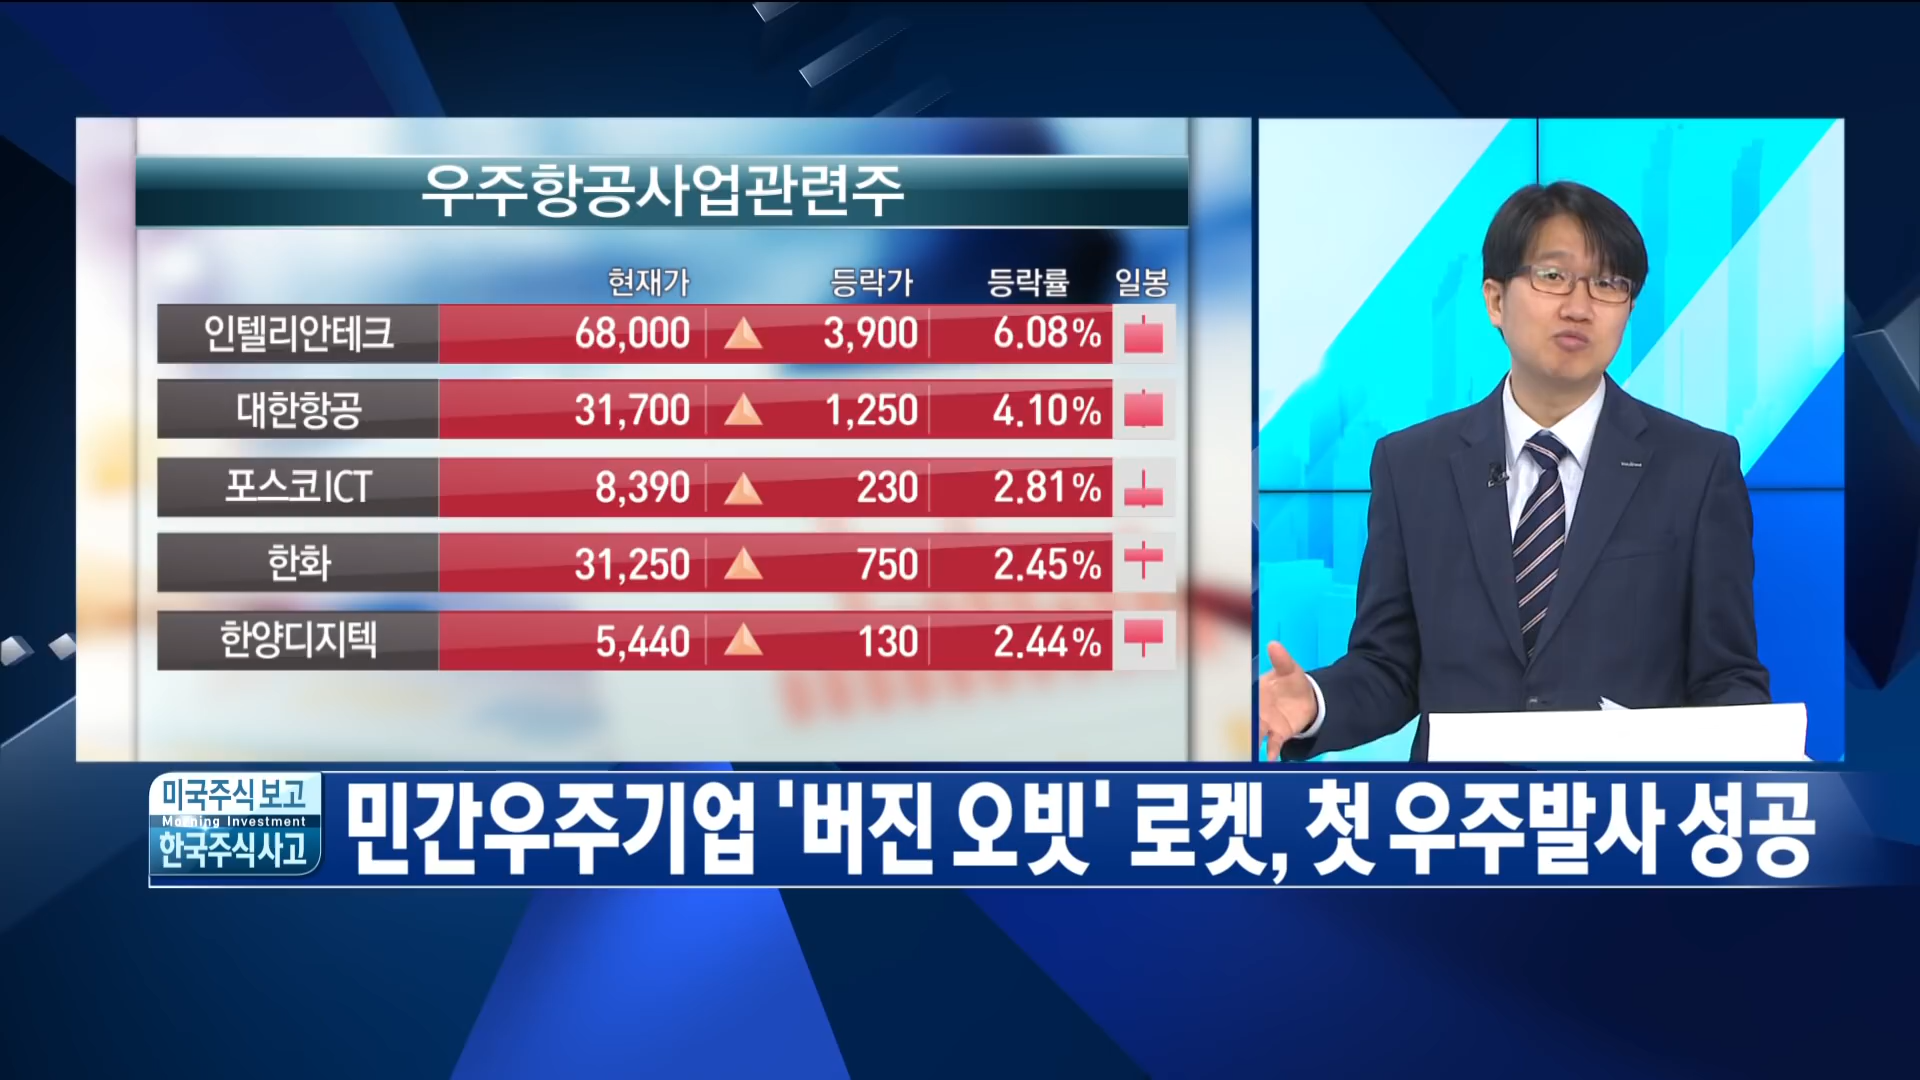 우주항공사업관련주
현재가 등락가 등락률 일봉
인텔리안테크 68,000 3,900 6.08%
대한항공 31,700 1,250 4.10%
포스코ICT 8,390 230 2.81%
한화 31,250 750 2.45%
한양디지텍 5,440 130 2.44%
미국주식 보고
Morning Investment
한국주식 사고
민간우주기업 '버진 오빗' 로켓, 첫 우주발사 성공